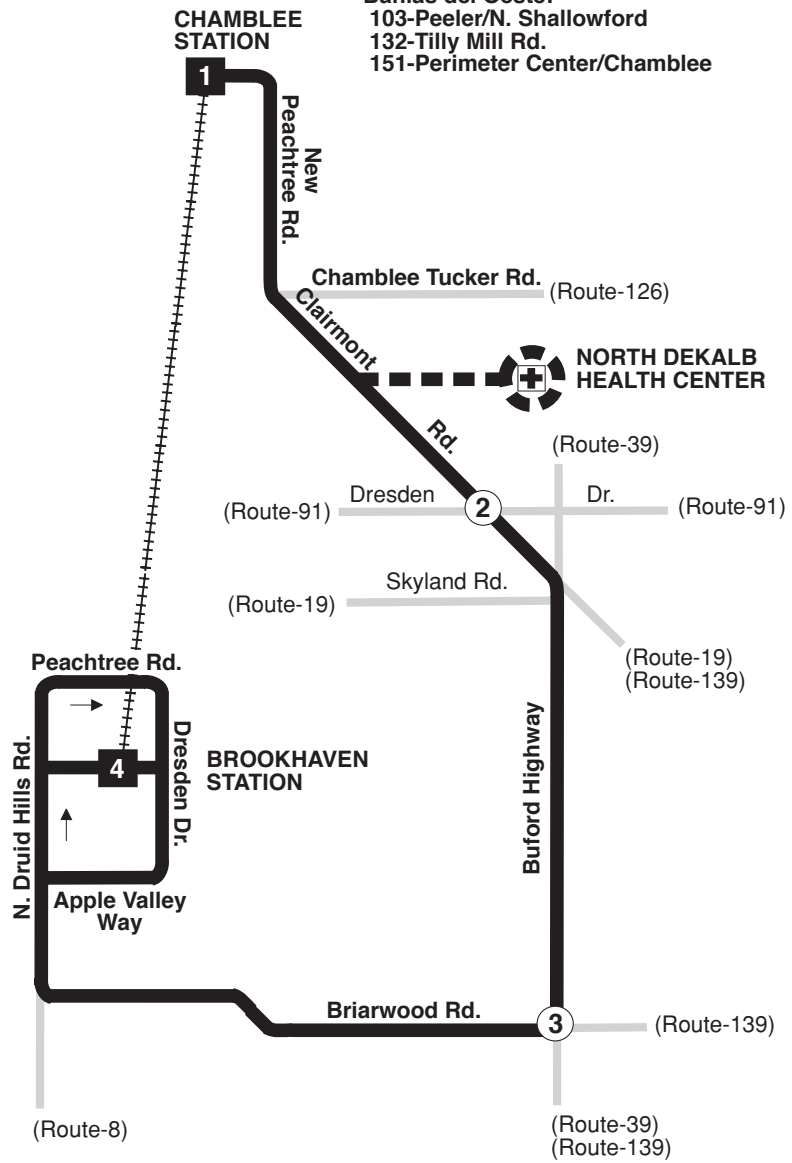 CHAMBLEE
STATION
103-Peeler/N. Shallowford
132-Tilly Mill Rd.
151-Perimeter Center/Chamblee
1
New
Peachtree Rd.
Chamblee Tucker Rd.
(Route-126)
Clairmont
Rd.
NORTH DEKALB
HEALTH CENTER
(Route-39)
(Route-91)
Dresden
2
Dr.
(Route-91)
Skyland Rd.
(Route-19)
(Route-19)
(Route-139)
Peachtree Rd.
N. Druid Hills Rd.
4
Dresden Dr.
BROOKHAVEN
STATION
Buford Highway
Apple Valley
Way
Briarwood Rd.
3
(Route-139)
(Route-8)
(Route-39)
(Route-139)